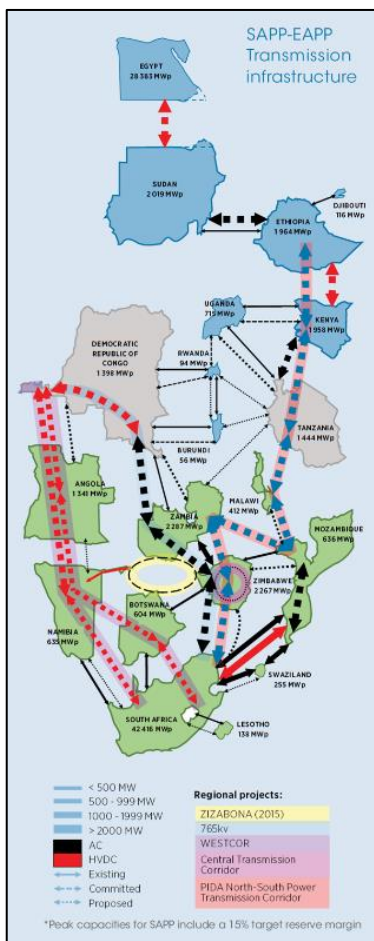 SAPP-EAPP
Transmission
infrastructure
EGYPT
28 383 MWp
SUDAN
2 019 MWp
DJIBOUTI
116 MWp
ETHIOPIA
1 964 MWp
UGANDA
715 MWp
KENYA
1 958 MWp
DEMOCRATIC
REPUBLIC OF
CONGO
1 398 MWp
RWANDA
94 MWp
TANZANIA
1 444 MWp
BURUNDI
56 MWp
ANGOLA
1 341 MWp
MALAWI
412 MWp
ZAMBIA
2 287 MWp
MOZAMBIQUE
636 MWp
ZIMBABWE
2 267 MWp
BOTSWANA
604 MWp
NAMIBIA
635 MWp
SWAZILAND
255 MWp
SOUTH AFRICA
42 416 MWp
LESOTHO
138 MWp
< 500 MW
500 - 999 MW
1000 - 1999 MW
> 2000 MW
AC
HVDC
Existing
Committed
Proposed
Regional projects:
ZIZABONA (2015)
765kv
WESTCOR
Central Transmission
Corridor
PIDA North-South Power
Transmission Corridor
*Peak capacities for SAPP include a 15% target reserve margin